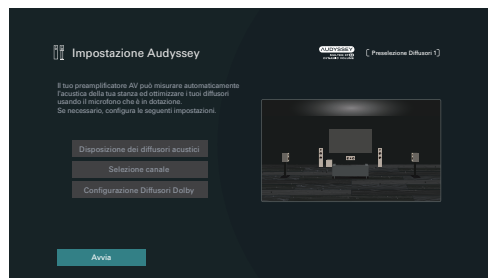 Impostazione Audyssey
AUDYSSEY
[ Preselezione Diffusori 1]
Il tuo preamplificatore AV può misurare automaticamente
l'acustica della tua stanza ed ottimizzare i tuoi diffusori
usando il microfono che è in dotazione.
Se necessario, configura le seguenti impostazioni.
Disposizione dei diffusori acustici
Selezione canale
Configurazione Diffusori Dolby
Avvia